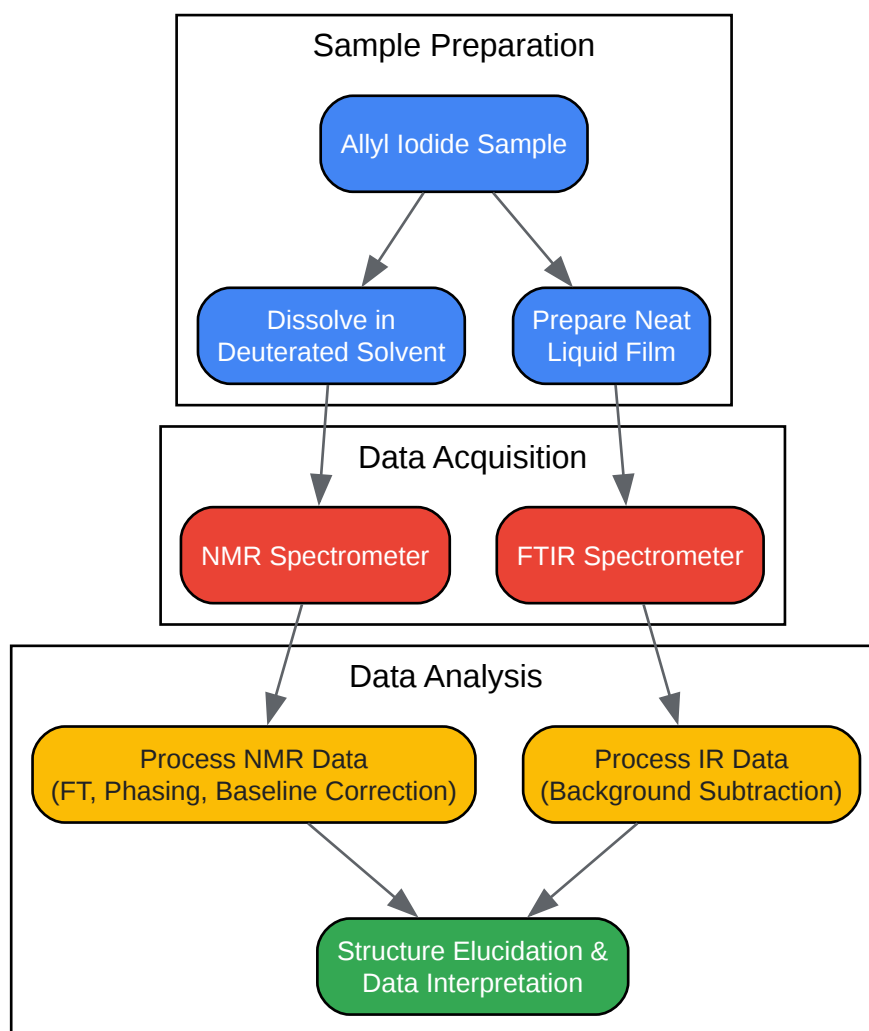 Sample Preparation
Allyl Iodide Sample
Dissolve in
Deuterated Solvent
Prepare Neat
Liquid Film
Data Acquisition
NMR Spectrometer
FTIR Spectrometer
Data Analysis
Process NMR Data
(FT, Phasing, Baseline Correction)
Process IR Data
(Background Subtraction)
Structure Elucidation &
Data Interpretation